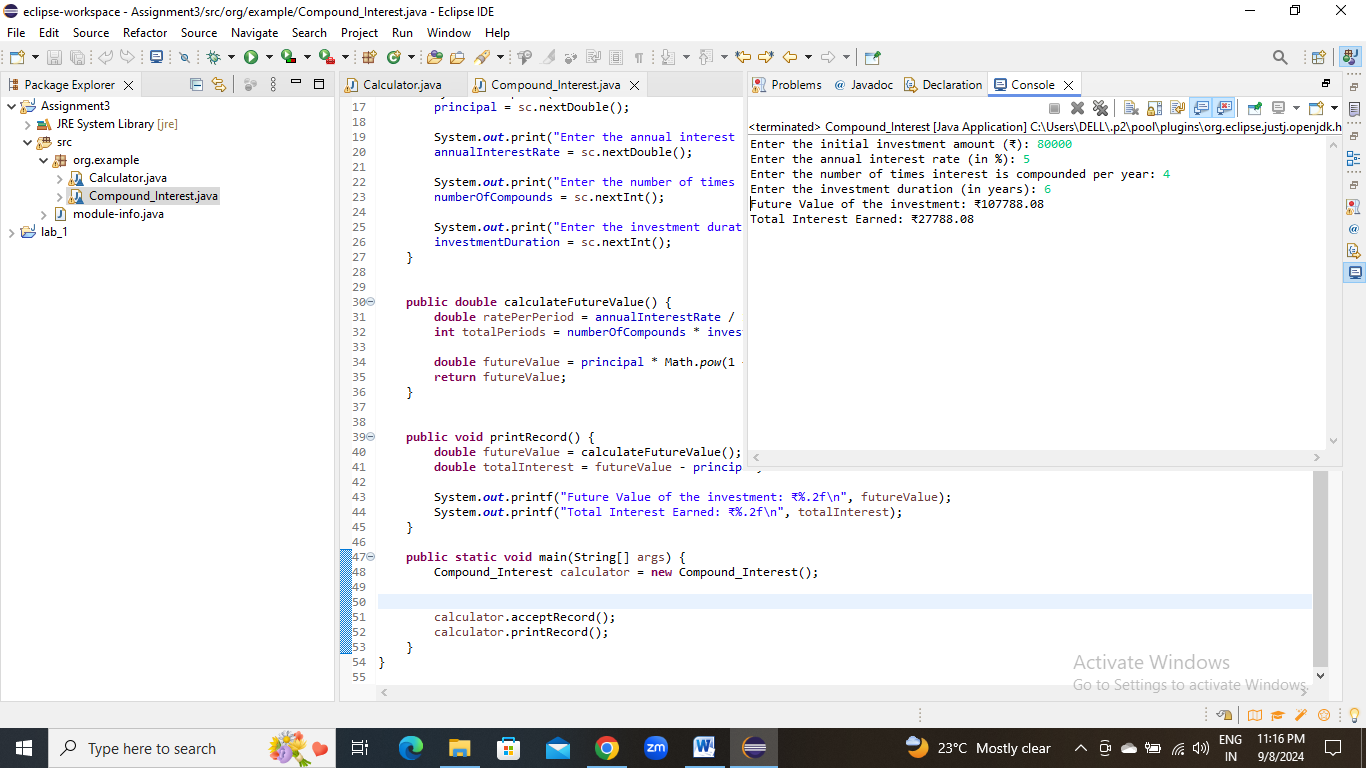 eclipse-workspace - Assignment3/src/org/example/Compound_Interest.java - Eclipse IDE
File Edit Source Refactor Source Navigate Search Project Run Window Help
Package Explorer
Assignment3
JRE System Library [jre]
src
org.example
Calculator.java
Compound_Interest.java
module-info.java
lab_1
Calculator.java Compound_Interest.java
17 principal = sc.nextDouble();
18
19 System.out.print("Enter the annual interest
20 annualInterestRate = sc.nextDouble();
21
22 System.out.print("Enter the number of times
23 numberOfCompounds = sc.nextInt();
24
25 System.out.print("Enter the investment durat
26 investmentDuration = sc.nextInt();
27 }
28
29
30 public double calculateFutureValue() {
31 double ratePerPeriod = annualInterestRate /
32 int totalPeriods = numberOfCompounds * inves
33
34 double futureValue = principal * Math.pow(1
35 return futureValue;
36 }
37
38
39 public void printRecord() {
40 double futureValue = calculateFutureValue();
41 double totalInterest = futureValue - princip
42
43 System.out.printf("Future Value of the investment: ₹%.2f\n", futureValue);
44 System.out.printf("Total Interest Earned: ₹%.2f\n", totalInterest);
45 }
46
47 public static void main(String[] args) {
48 Compound_Interest calculator = new Compound_Interest();
49
50
51 calculator.acceptRecord();
52 calculator.printRecord();
53 }
54 }
55
Problems Javadoc Declaration Console
<terminated> Compound_Interest [Java Application] C:\Users\DELL\.p2\pool\plugins\org.eclipse.justj.openjdk.h
Enter the initial investment amount (₹): 80000
Enter the annual interest rate (in %): 5
Enter the number of times interest is compounded per year: 4
Enter the investment duration (in years): 6
Future Value of the investment: ₹107788.08
Total Interest Earned: ₹27788.08
Activate Windows
Go to Settings to activate Windows.
Type here to search
23°C Mostly clear
ENG
IN
11:16 PM
9/8/2024